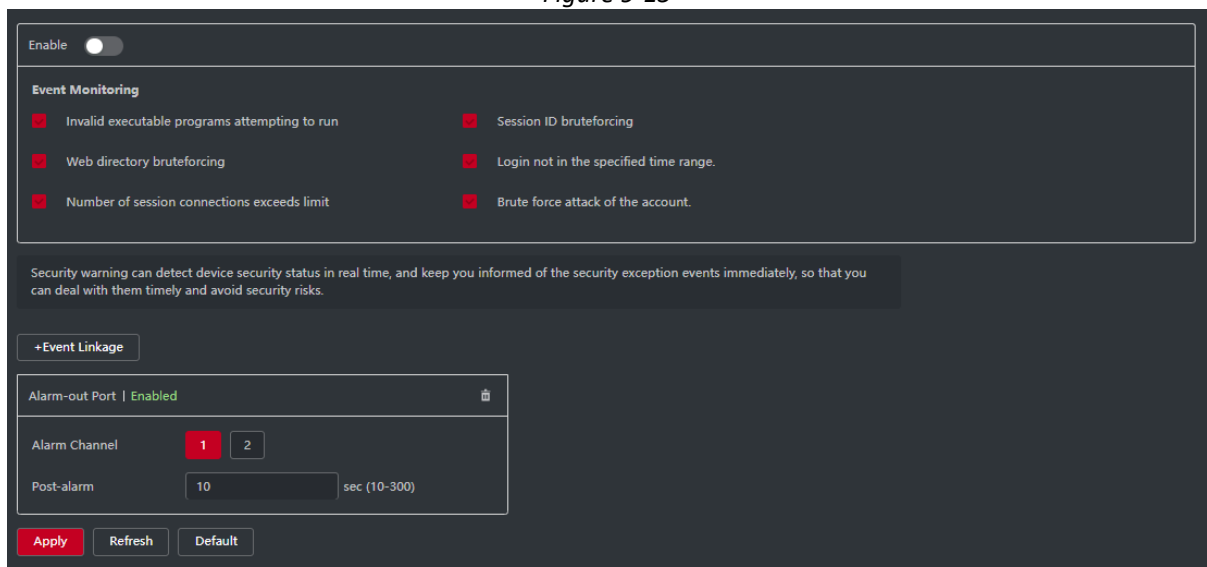 Enable
Event Monitoring
Invalid executable programs attempting to run
Session ID bruteforcing
Web directory bruteforcing
Login not in the specified time range.
Number of session connections exceeds limit
Brute force attack of the account.
Security warning can detect device security status in real time, and keep you informed of the security exception events immediately, so that you
can deal with them timely and avoid security risks.
+Event Linkage
Alarm-out Port | Enabled
Alarm Channel 1 2
Post-alarm 10 sec (10-300)
Apply Refresh Default